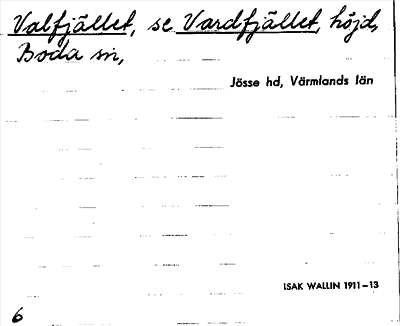 Valfjället, se Vardfjället, höjd,
Boda sn,
Jösse hd, Värmlands län
ISAK WALLIN 1911–13
6